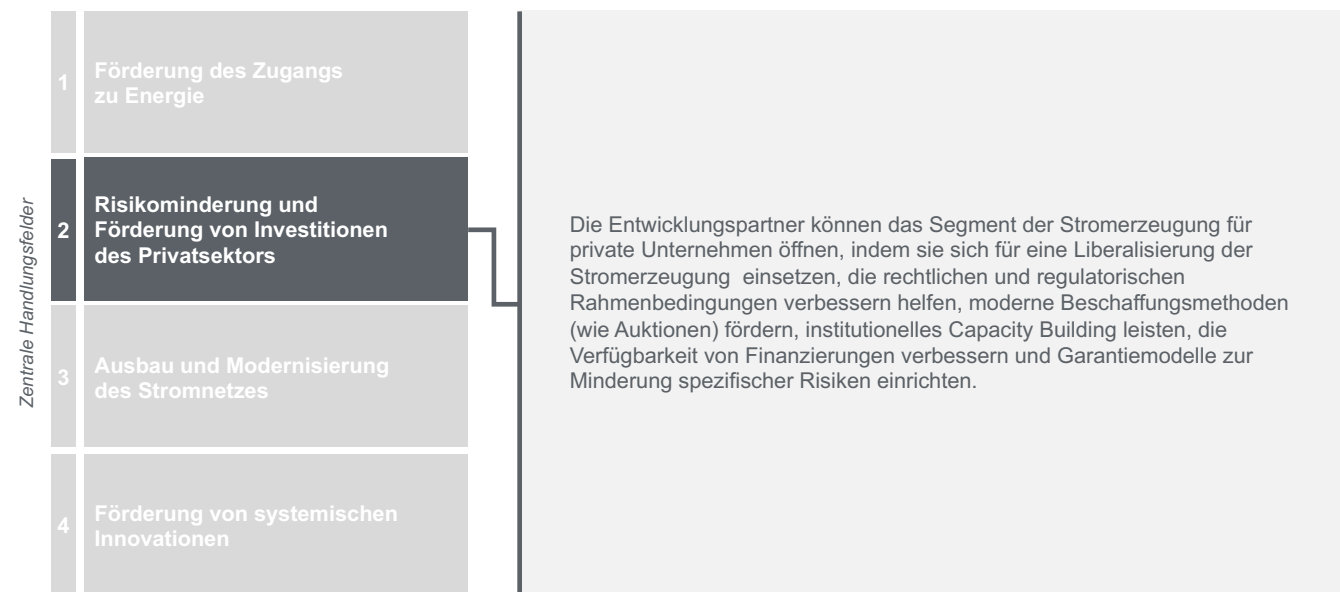 Zentrale Handlungsfelder
1
Förderung des Zugangs
zu Energie
2
Risikominderung und
Förderung von Investitionen
des Privatsektors
3
Ausbau und Modernisierung
des Stromnetzes
4
Förderung von systemischen
Innovationen
Die Entwicklungspartner können das Segment der Stromerzeugung für
private Unternehmen öffnen, indem sie sich für eine Liberalisierung der
Stromerzeugung  einsetzen, die rechtlichen und regulatorischen
Rahmenbedingungen verbessern helfen, moderne Beschaffungsmethoden
(wie Auktionen) fördern, institutionelles Capacity Building leisten, die
Verfügbarkeit von Finanzierungen verbessern und Garantiemodelle zur
Minderung spezifischer Risiken einrichten.